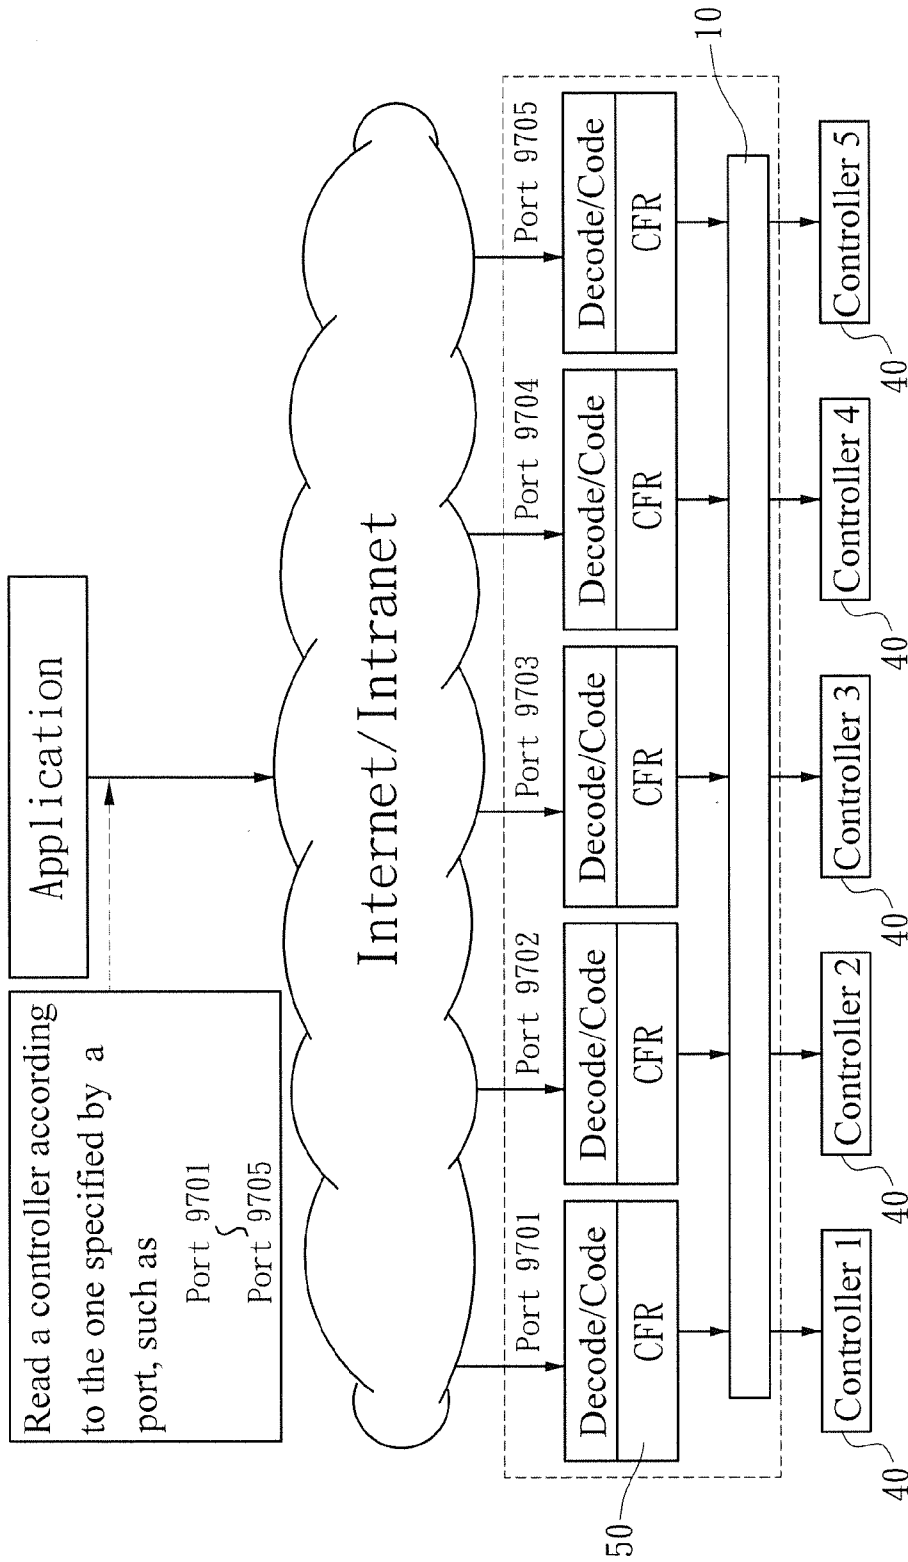 Application
Read a controller according
to the one specified by a
port, such as
Port 9701
Port 9705
Internet/Intranet
Port 9701
Port 9702
Port 9703
Port 9704
Port 9705
Decode/Code
Decode/Code
Decode/Code
Decode/Code
Decode/Code
CFR
CFR
CFR
CFR
CFR
50
10
Controller 1
Controller 2
Controller 3
Controller 4
Controller 5
40
40
40
40
40